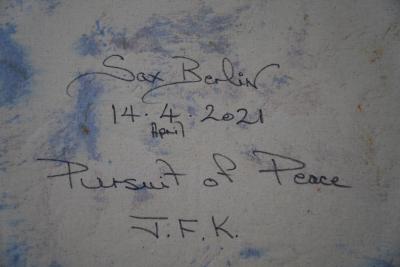 Sax Berlin
14.4.2021
April
Pursuit of Peace
J.F.K.